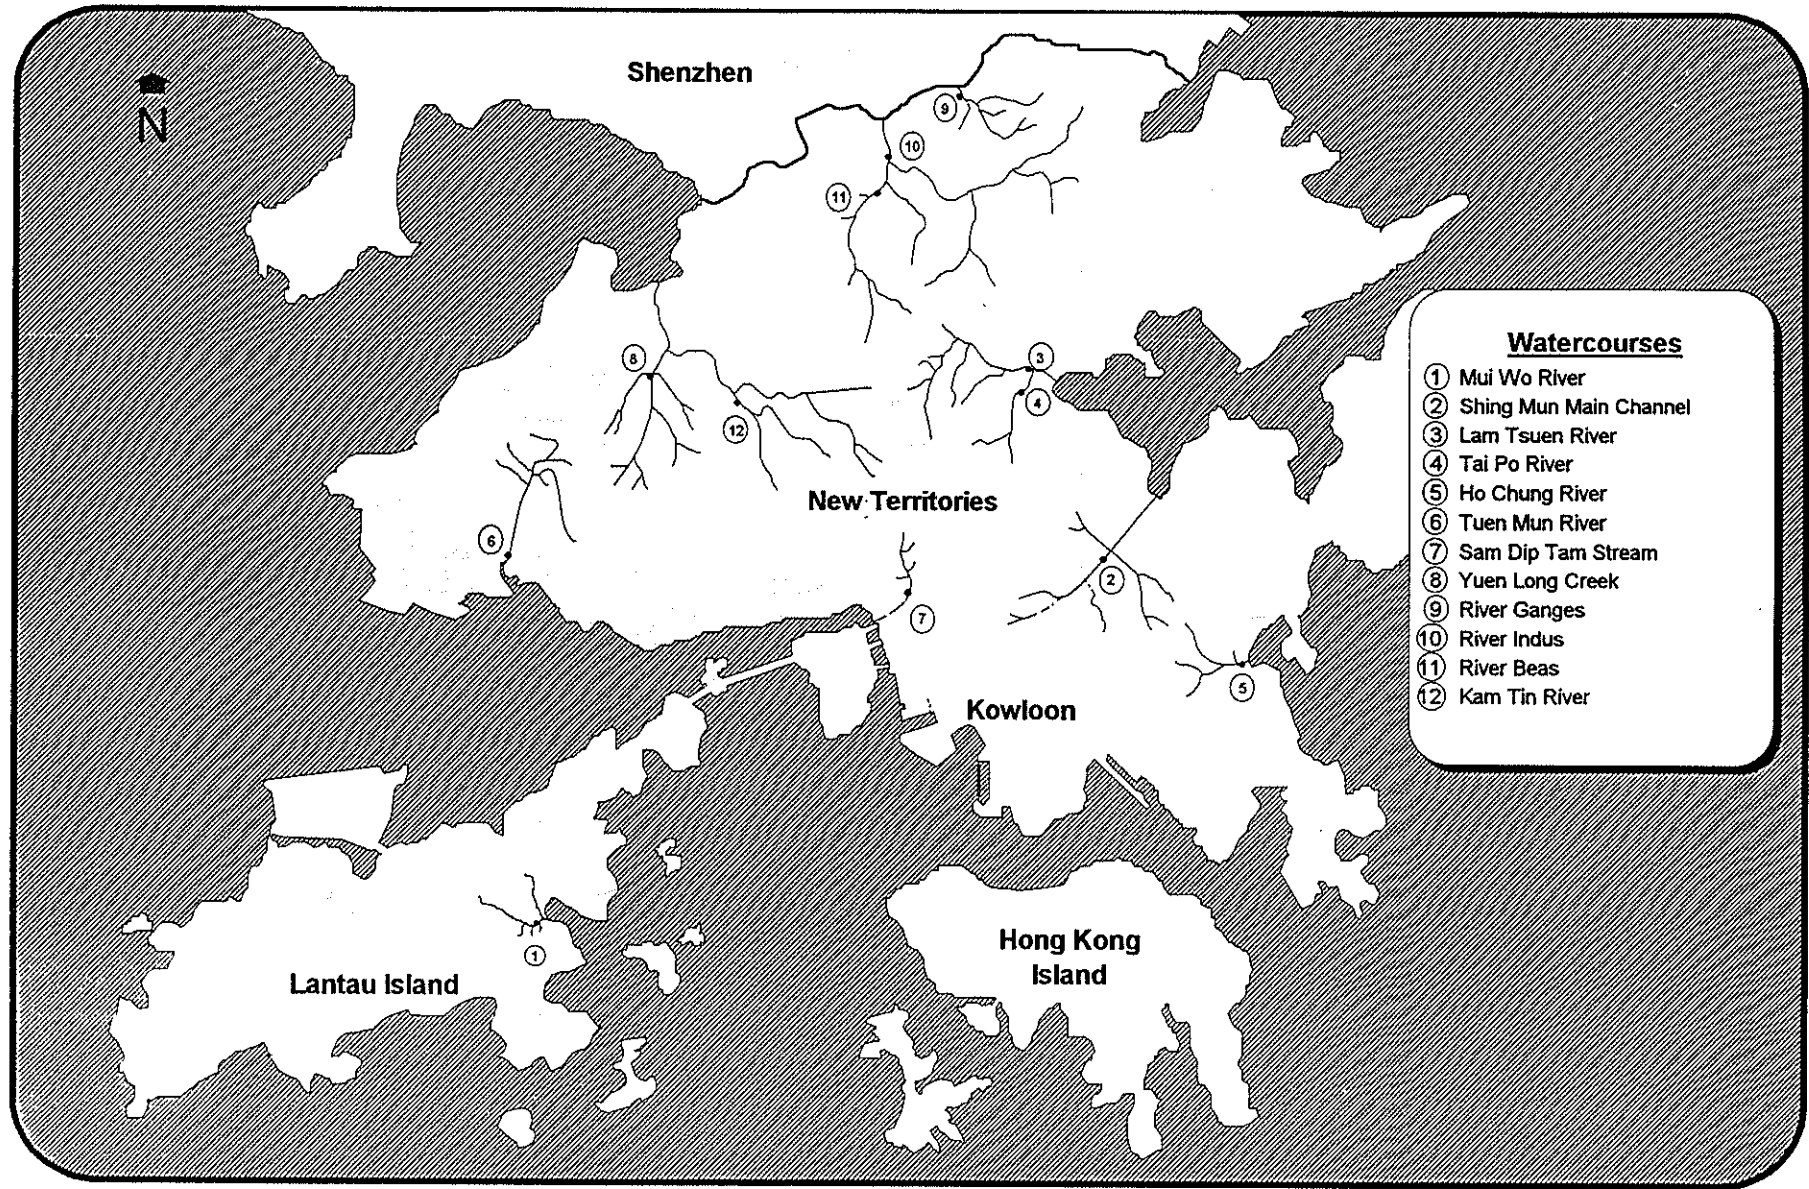 Shenzhen
N
9
10
11
8
3
4
12
New Territories
6
2
7
5
Kowloon
Hong Kong
Island
1
Lantau Island
Watercourses
1 Mui Wo River
2 Shing Mun Main Channel
3 Lam Tsuen River
4 Tai Po River
5 Ho Chung River
6 Tuen Mun River
7 Sam Dip Tam Stream
8 Yuen Long Creek
9 River Ganges
10 River Indus
11 River Beas
12 Kam Tin River